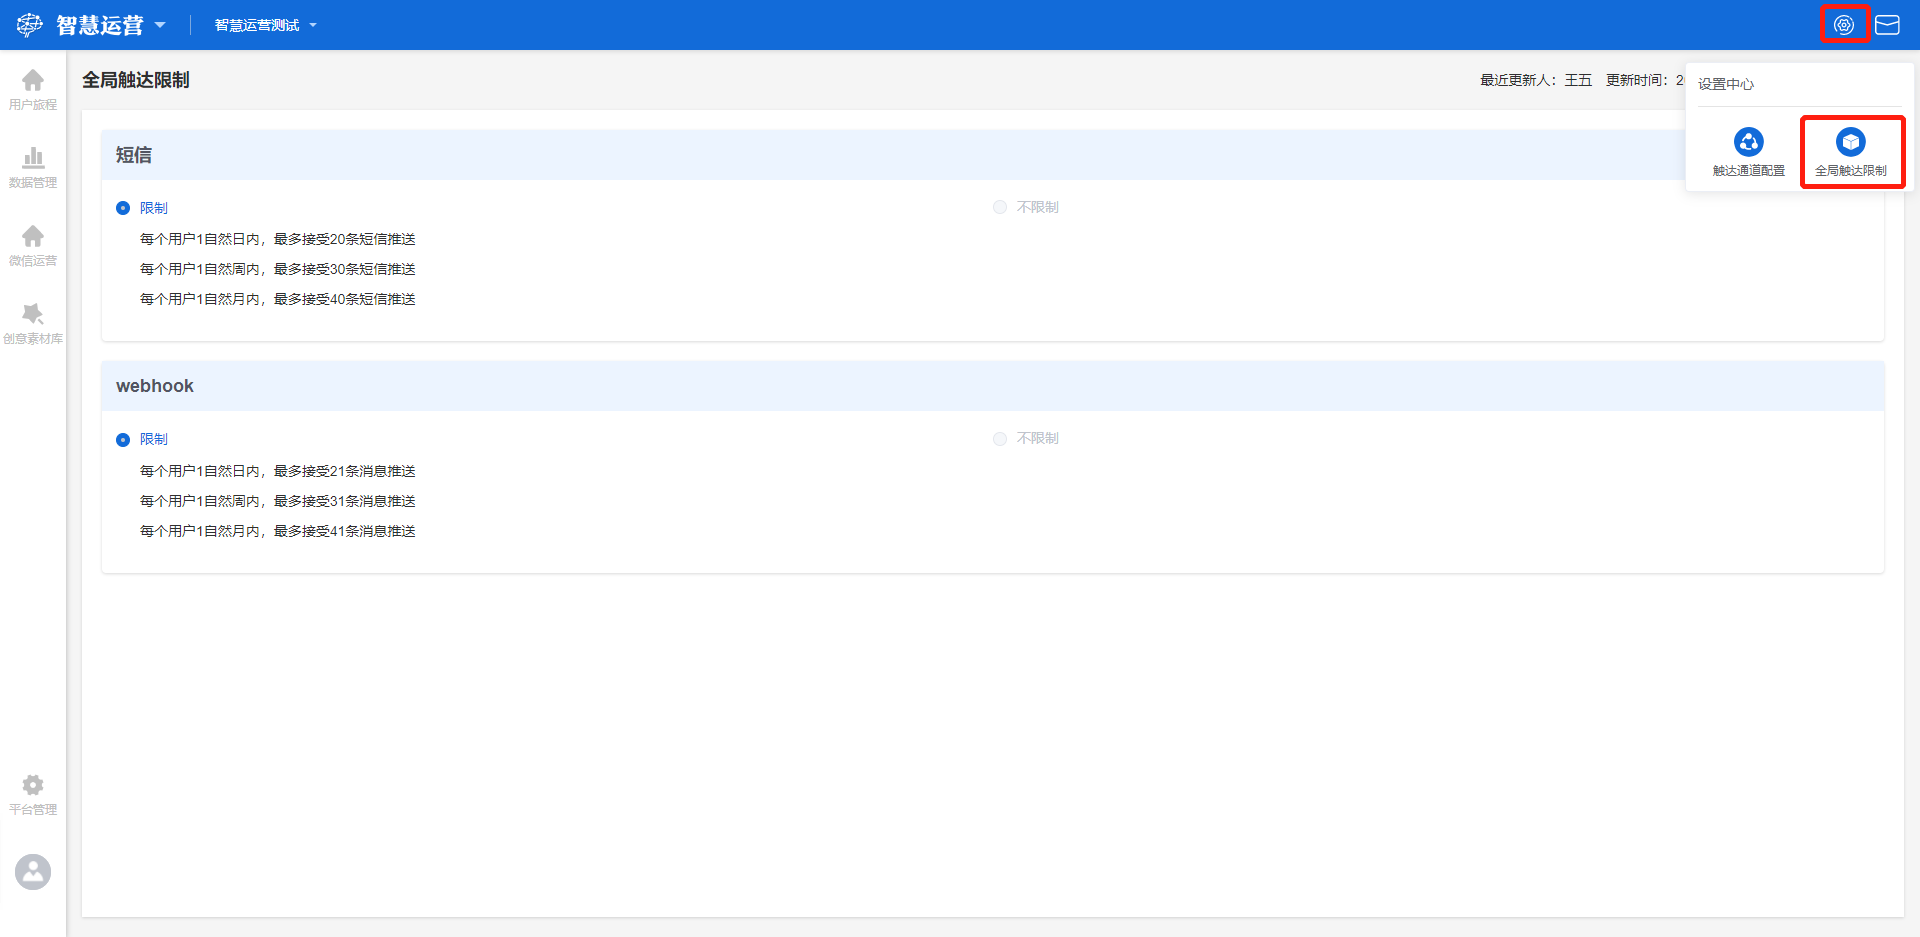 智慧运营
智慧运营测试
用户旅程
数据管理
微信运营
创意素材库
平台管理
全局触达限制
最近更新人：王五 更新时间：2
设置中心
触达通道配置
全局触达限制
短信
限制
不限制
每个用户1自然日内，最多接受20条短信推送
每个用户1自然周内，最多接受30条短信推送
每个用户1自然月内，最多接受40条短信推送
webhook
限制
不限制
每个用户1自然日内，最多接受21条消息推送
每个用户1自然周内，最多接受31条消息推送
每个用户1自然月内，最多接受41条消息推送